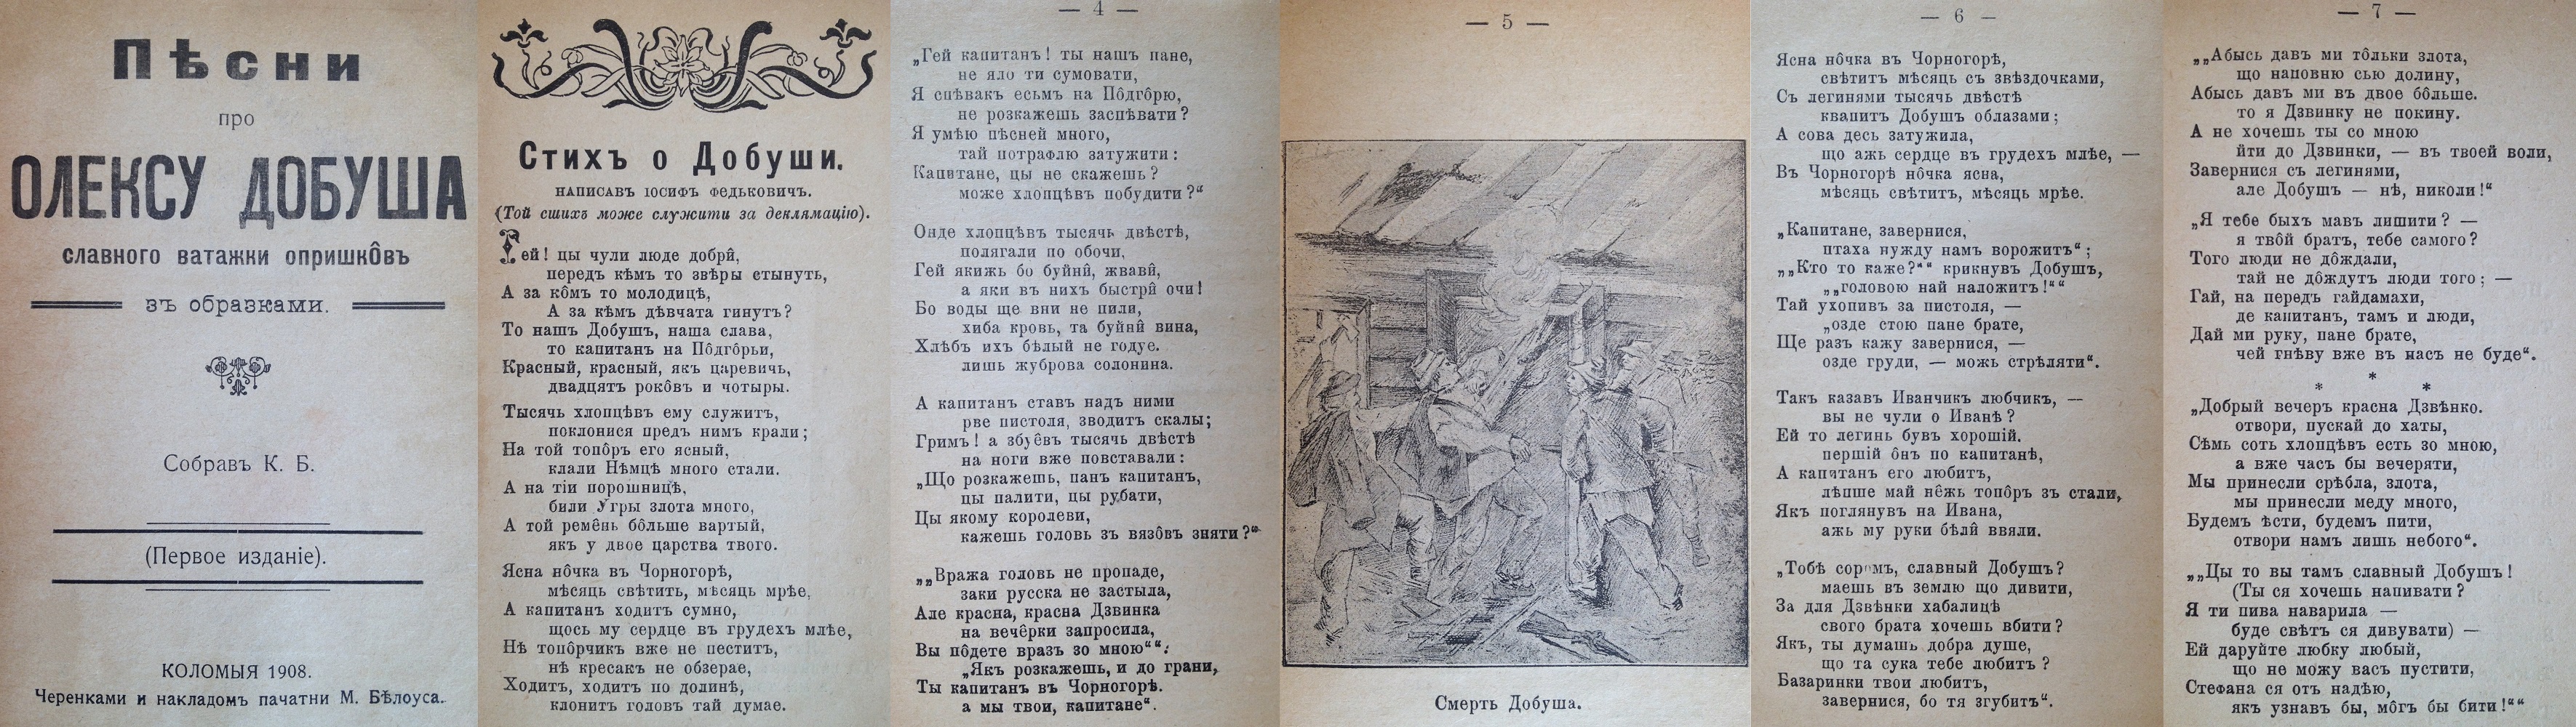 Пѣсни
про
ОЛЕКСУ ДОБУША
славного ватажки опришкôвъ
зъ образками.
Собравъ К. Б.
(Первое изданіе).
КОЛОМЫЯ 1908.
Черенками и накладомъ пачатни М. Бѣлоуса.
Стихъ о Добуши.
НАПИСАВЪ ІОСИФЪ ФЕДЬКОВИЧЪ.
(Той сшихъ може служити за деклямацію).
Гей! цы чули люде добрй,
передъ кѣмъ то звѣры стынуть,
А за кôмъ то молодицѣ,
А за кѣмъ дѣвчата гинутъ?
То нашъ Добушъ, наша слава,
то капитанъ на Пôдгôрьи,
Красный, красный, якъ царевичь,
двадцять рокôвъ и чотыры.
Тысячь хлопцѣвъ ему служитъ,
поклонися предъ нимъ крали;
На той топôръ его ясный,
клали Нѣмцѣ много стали.
А на тіи порошницѣ,
били Угры злота много,
А той ремѣнь бôльше вартый,
якъ у двое царства твого.
Ясна нôчка въ Чорногорѣ,
мѣсяць свѣтить, мѣсяць мрѣе,
А капитанъ ходитъ сумно,
щось му сердце въ грудехъ млѣе,
Нѣ топôрчикъ вже не пеститъ,
нѣ кресакъ не обзерае,
Ходитъ, ходитъ по долинѣ,
клонитъ головъ тай думае.
— 4 —
„Гей капитанъ! ты нашъ пане,
не яло ти сумовати,
Я спѣвакъ есьмъ на Пôдгôрю,
не розкажешь заспѣвати?
Я умѣю пѣсней много,
тай потрафлю затужити:
Капитане, цы не скажешь?
може хлопцѣвъ побудити?“
Онде хлопцѣвъ тысячь двѣстѣ,
полягали по обочи,
Гей якижь бо буйнй, жвавй,
а яки въ нихъ быстрй очи!
Бо воды ще вни не пили,
хиба кровь, та буйнй вина,
Хлѣбъ ихъ бѣлый не годуе.
лишь жуброва солонина.
А капитанъ ставъ надъ ними
рве пистоля, зводитъ скалы;
Гримъ! а збуѣвъ тысячь двѣстѣ
на ноги вже повставали:
„Що розкажешь, панъ капитанъ,
цы палити, цы рубати,
Цы якому королеви,
кажешь головь зъ вязôвъ зняти?“
„„Вража головь не пропаде,
заки русска не застыла,
Але красна, красна Дзвинка
на вечѣрки запросила,
Вы пôдете вразъ зо мною““:
„Якъ розкажешь, и до грани,
Ты капитанъ въ Чорногорѣ.
а мы твои, капитане“.
— 5 —
Смерть Добуша.
— 6 —
Ясна нôчка въ Чорногорѣ,
свѣтитъ мѣсяць съ звѣздочками,
Съ легинями тысячь двѣстѣ
квапитъ Добушъ облазами;
А сова десь затужила,
що ажь сердце въ грудехъ млѣе, —
Въ Чорногорѣ нôчка ясна,
мѣсяць свѣтитъ, мѣсяць мрѣе.
„Капитане, завернися,
птаха нужду намъ ворожитъ“;
„„Кто то каже?““ крикнувъ Добушъ,
„„головою най наложитъ!““
Тай ухопивъ за пистоля, —
„озде стою пане брате,
Ще разъ кажу завернися, —
озде груди, — можь стрѣляти“.
Такъ казавъ Иванчикъ любчикъ, —
вы не чули о Иванѣ?
Ей то легинь бувъ хорошій.
першій ôнъ по капитанѣ,
А капитанъ его любитъ,
лѣпше май нѣжь топôръ зъ стали,
Якъ поглянувъ на Ивана,
ажь му руки бѣлй ввяли.
„Тобѣ соромъ, славный Добушъ?
маешь въ землю що дивити,
За для Дзвѣнки хабалицѣ
свого брата хочешь вбити?
Якъ, ты думашь добра душе,
що та сука тебе любитъ?
Базаринки твои любитъ,
завернися, бо тя згубитъ“.
— 7 —
„„Абысь давъ ми тôльки злота,
що наповню сью долину,
Абысь давъ ми въ двое бôльше.
то я Дзвинку не покину.
А не хочешь ты со мною
йти до Дзвинки, — въ твоей воли,
Завернися съ легинями,
але Добушъ — нѣ, николи!“
„Я тебе быхъ мавъ лишити? —
я твôй братъ, тебе самого?
Того люди не дôждали,
тай не дôждутъ люди того; —
Гай, на передъ гайдамахи,
де капитанъ, тамъ и люди,
Дай ми руку, пане брате,
чей гнѣву вже въ насъ не буде“.
* * *
„Добрый вечеръ красна Дзвѣнко.
отвори, пускай до хаты,
Сѣмь соть хлопцѣвъ есть зо мною,
а вже часъ бы вечеряти,
Мы принесли срѣбла, злота,
мы принесли меду много,
Будемъ ѣсти, будемъ пити,
отвори намъ лишь небого“.
„„Цы то вы тамъ славный Добушъ!
(Ты ся хочешь напивати?
Я ти пива наварила —
буде свѣтъ ся дивувати) —
Ей даруйте любку любый,
що не можу васъ пустити,
Стефана ся отъ надѣю,
якъ узнавъ бы, мôгъ бы бити!““